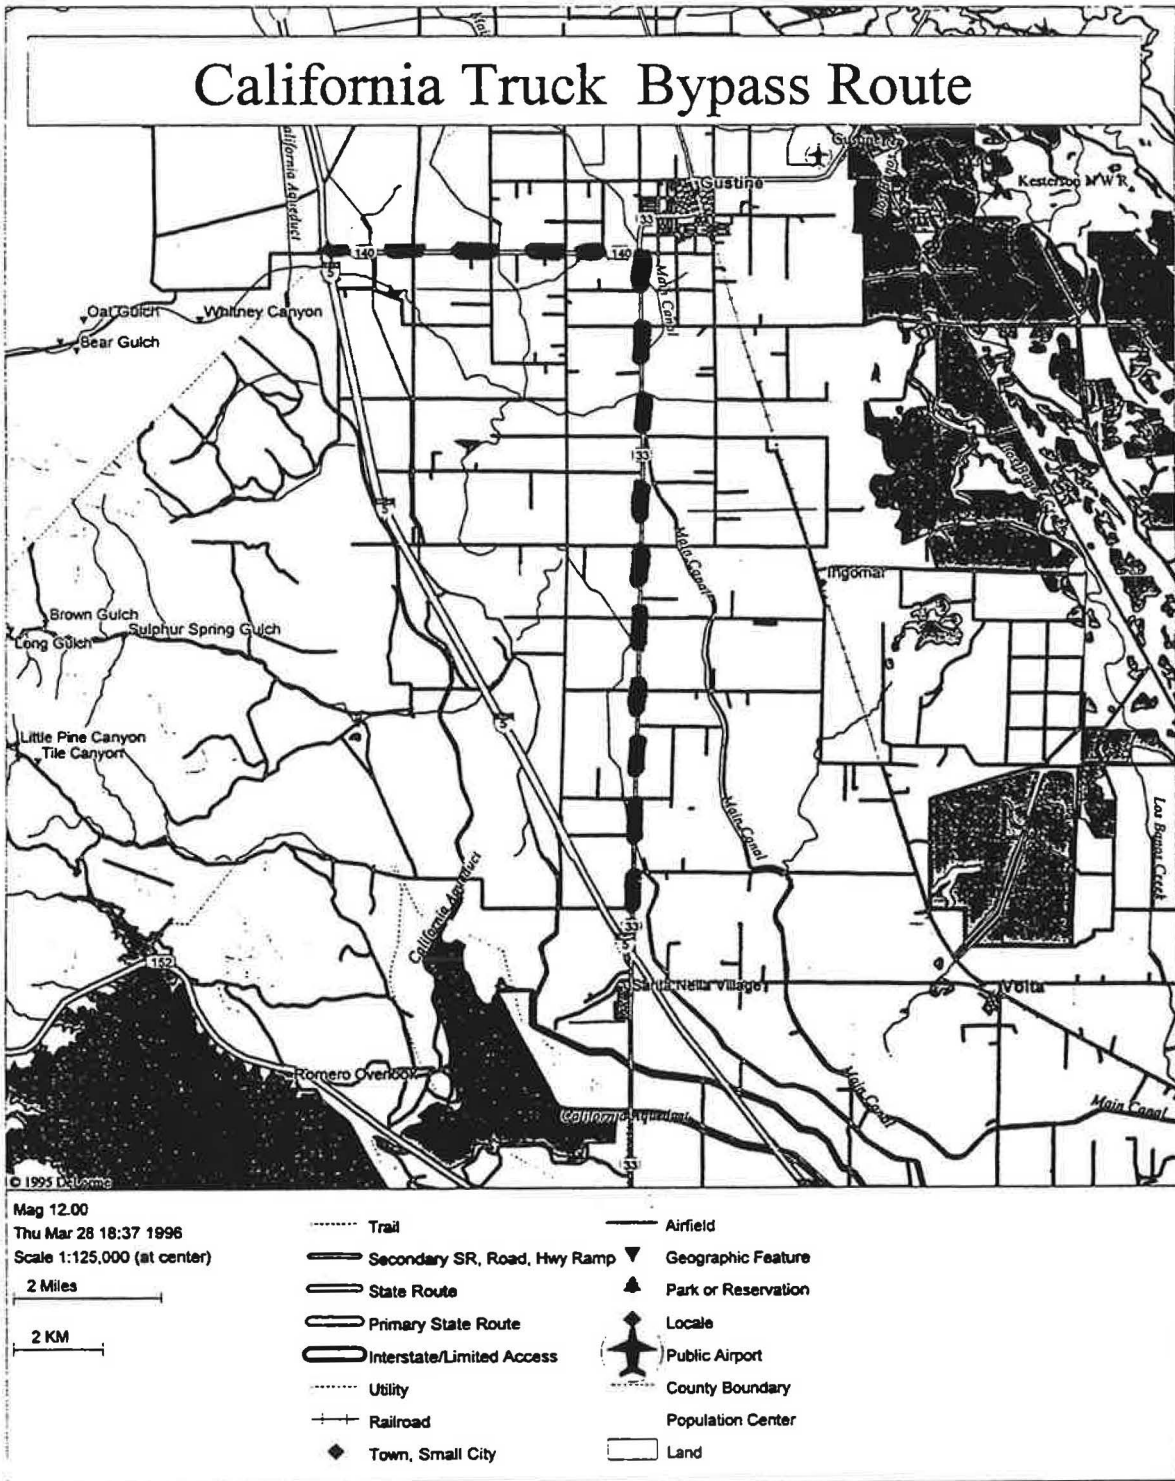 California Truck Bypass Route
California Aqueduct
Gustine
Kesterson N W R
33
140
140
5
Main Canal
Oat Gulch
Whitney Canyon
Bear Gulch
33
5
Main Canal
Ingomar
Brown Gulch
Sulphur Spring Gulch
Long Gulch
5
Little Pine Canyon
Tile Canyon
Main Canal
Los Banos Creek
California Aqueduct
33
5
152
Santa Nella Village
Volta
Romero Overlook
Main Canal
Main Canal
California Aqueduct
33
© 1995 DeLorme
Mag 12.00
Thu Mar 28 18:37 1996
Scale 1:125,000 (at center)
2 Miles
2 KM
Trail
Secondary SR, Road, Hwy Ramp
State Route
Primary State Route
Interstate/Limited Access
Utility
Railroad
Town, Small City
Airfield
Geographic Feature
Park or Reservation
Locale
Public Airport
County Boundary
Population Center
Land